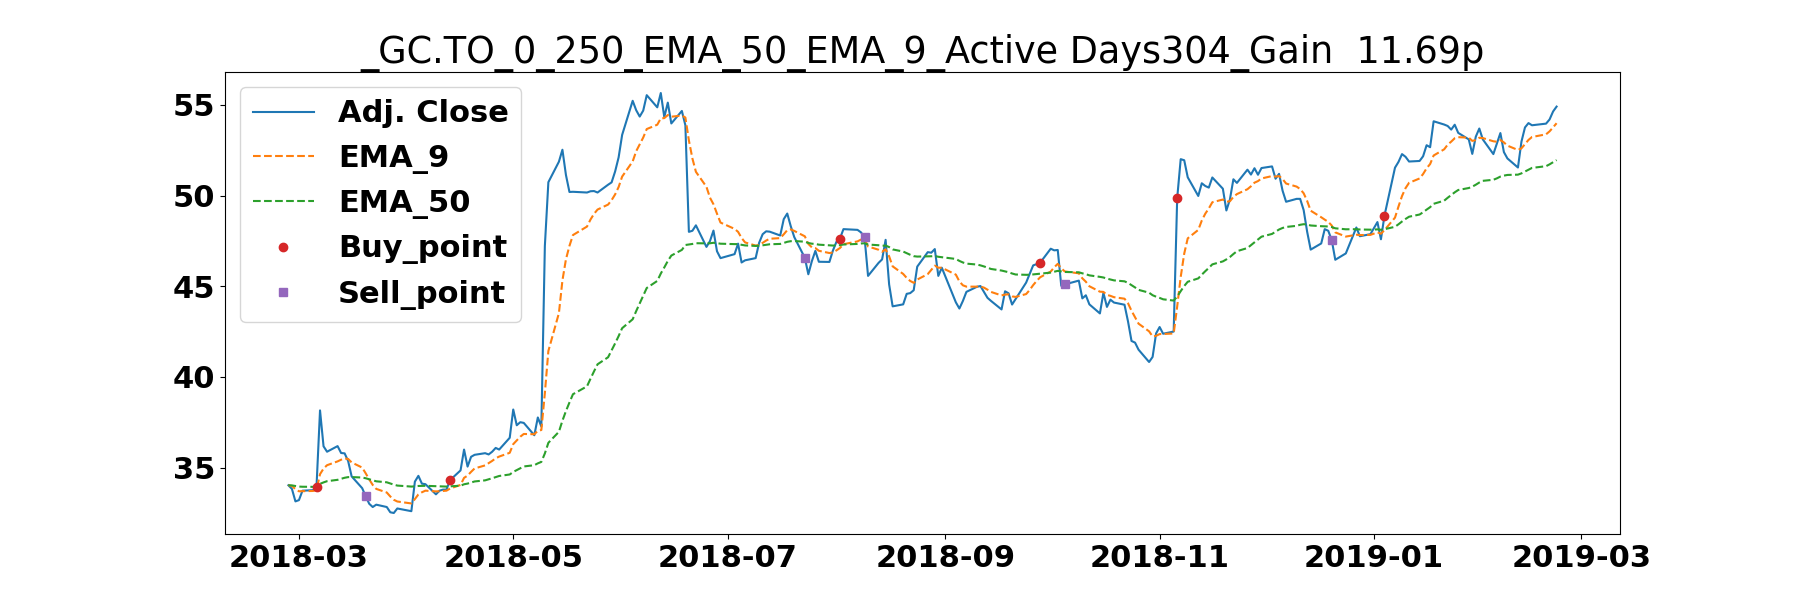 _GC.TO_0_250_EMA_50_EMA_9_Active Days304_Gain  11.69p
55
50
45
40
35
Adj. Close
EMA_9
EMA_50
Buy_point
Sell_point
2018-03 2018-05 2018-07 2018-09 2018-11 2019-01 2019-03